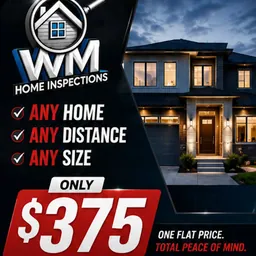 WM
HOME INSPECTIONS
ANY HOME
ANY DISTANCE
ANY SIZE
ONLY
$375
ONE FLAT PRICE.
TOTAL PEACE OF MIND.